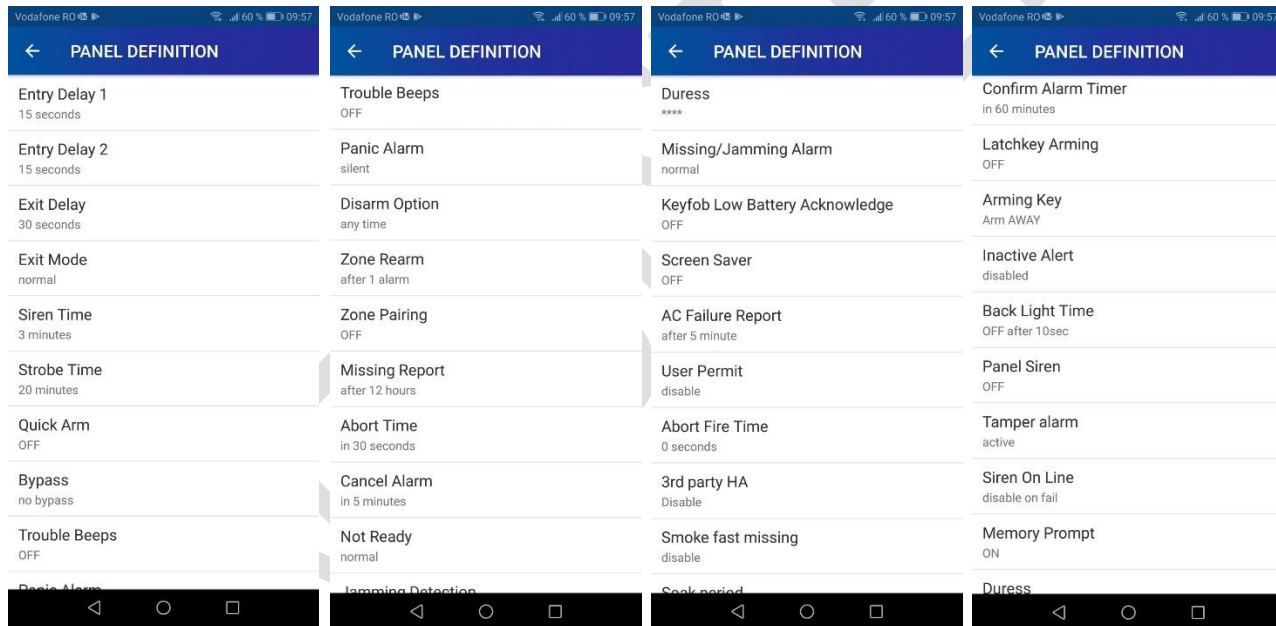 Vodafone RO 60 % 09:57
PANEL DEFINITION
Entry Delay 1
15 seconds
Entry Delay 2
15 seconds
Exit Delay
30 seconds
Exit Mode
normal
Siren Time
3 minutes
Strobe Time
20 minutes
Quick Arm
OFF
Bypass
no bypass
Trouble Beeps
OFF
Panic Alarm
Vodafone RO 60 % 09:57
PANEL DEFINITION
Trouble Beeps
OFF
Panic Alarm
silent
Disarm Option
any time
Zone Rearm
after 1 alarm
Zone Pairing
OFF
Missing Report
after 12 hours
Abort Time
in 30 seconds
Cancel Alarm
in 5 minutes
Not Ready
normal
Jamming Detection
Vodafone RO 60 % 09:57
PANEL DEFINITION
Duress
****
Missing/Jamming Alarm
normal
Keyfob Low Battery Acknowledge
OFF
Screen Saver
OFF
AC Failure Report
after 5 minute
User Permit
disable
Abort Fire Time
0 seconds
3rd party HA
Disable
Smoke fast missing
disable
Soak period
Vodafone RO 60 % 09:57
PANEL DEFINITION
Confirm Alarm Timer
in 60 minutes
Latchkey Arming
OFF
Arming Key
Arm AWAY
Inactive Alert
disabled
Back Light Time
OFF after 10sec
Panel Siren
OFF
Tamper alarm
active
Siren On Line
disable on fail
Memory Prompt
ON
Duress